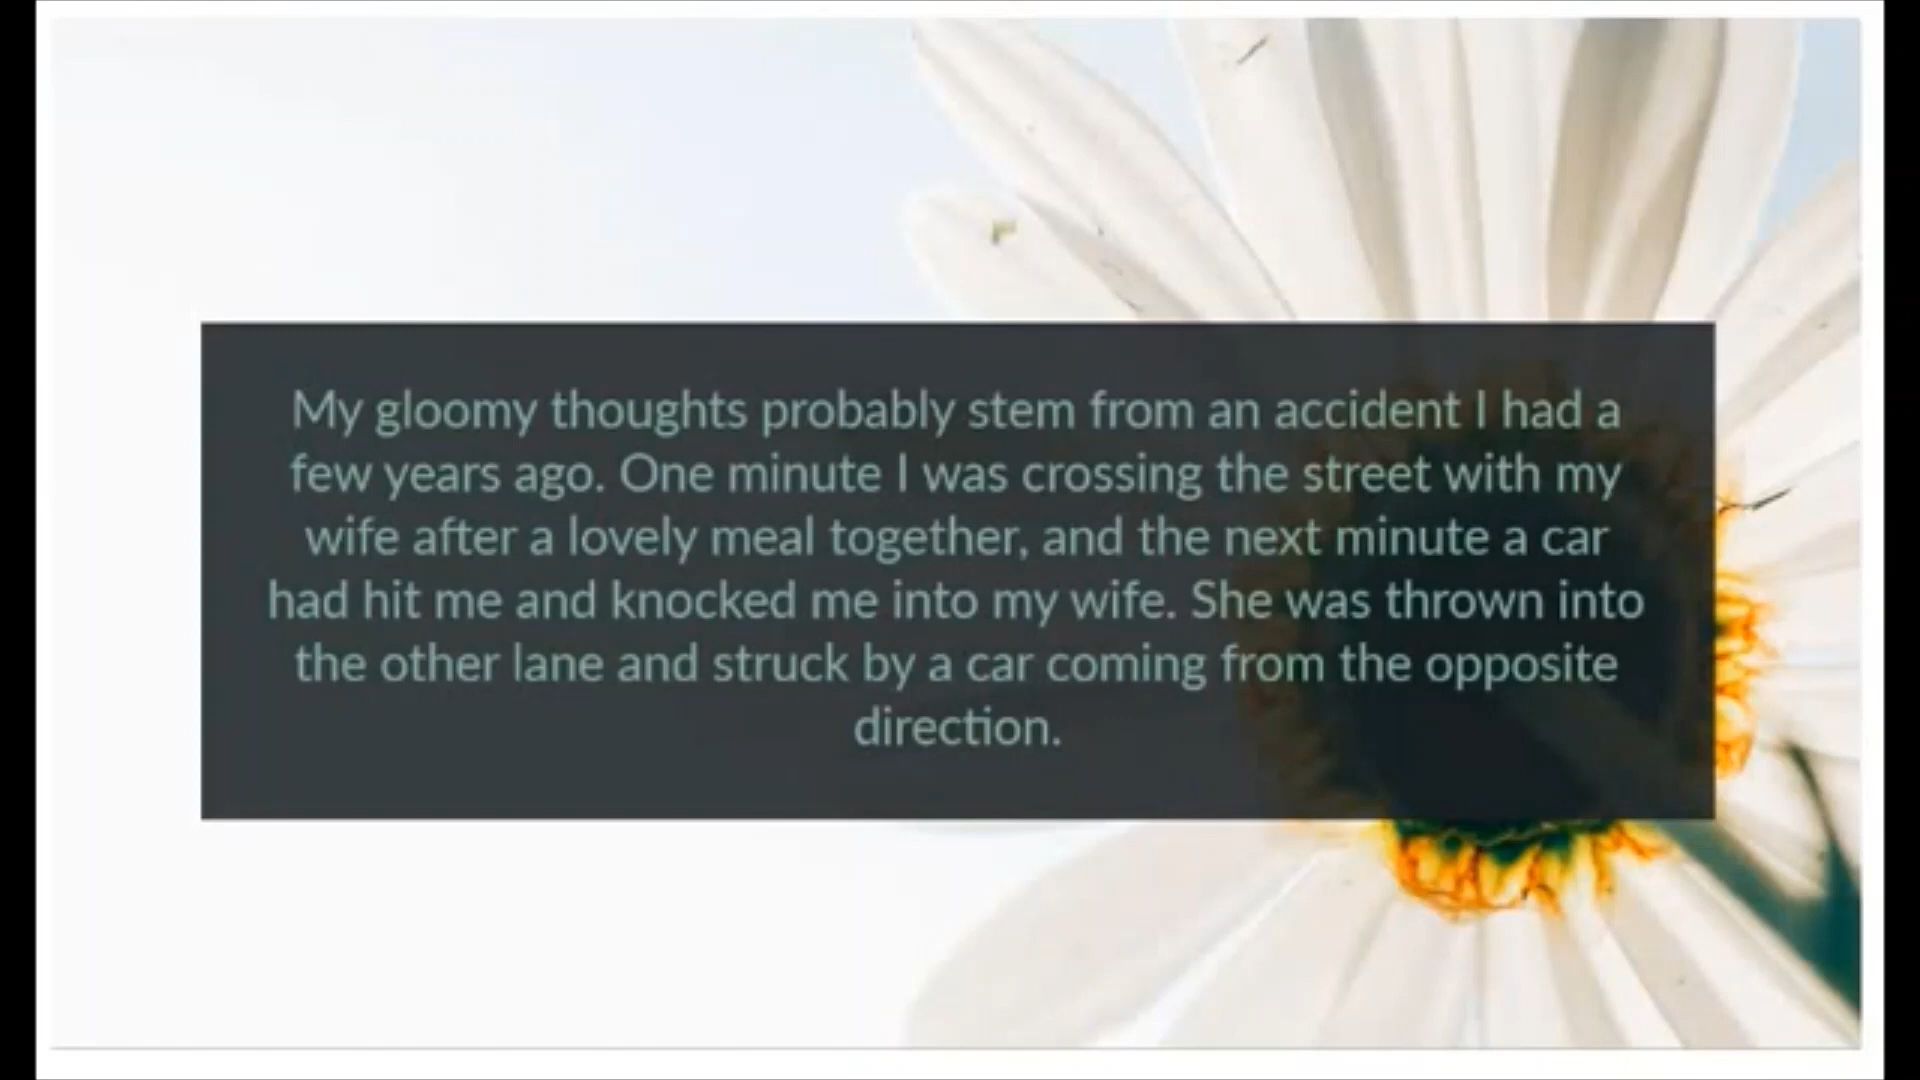 My gloomy thoughts probably stem from an accident I had a
few years ago. One minute I was crossing the street with my
wife after a lovely meal together, and the next minute a car
had hit me and knocked me into my wife. She was thrown into
the other lane and struck by a car coming from the opposite
direction.